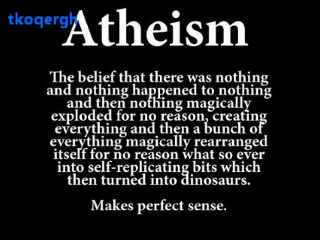 tkoqergh
Atheism
The belief that there was nothing
and nothing happened to nothing
and then nothing magically
exploded for no reason, creating
everything and then a bunch of
everything magically rearranged
itself for no reason what so ever
into self-replicating bits which
then turned into dinosaurs.
Makes perfect sense.